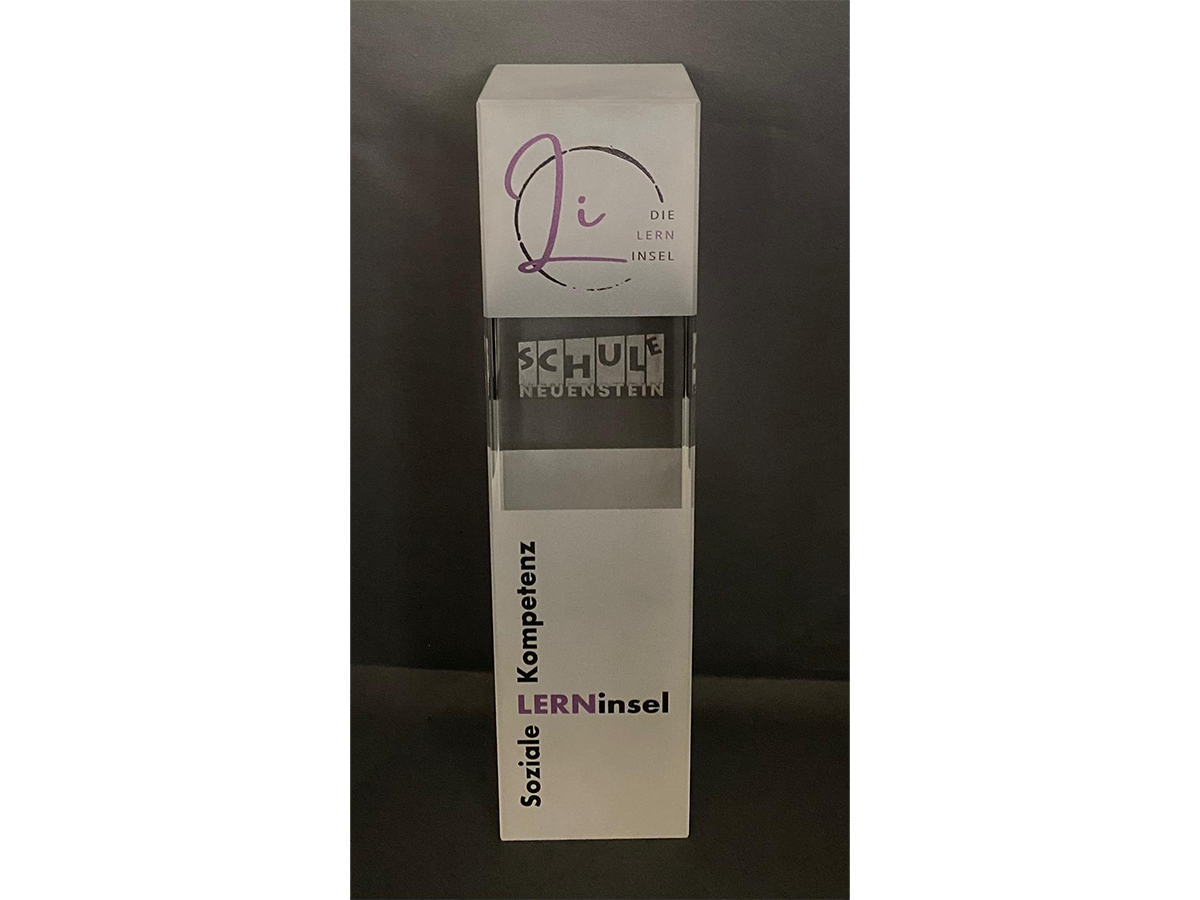 Li
DIE
LERN
INSEL
SCHULE
NEUENSTEIN
Soziale Kompetenz
LERNinsel